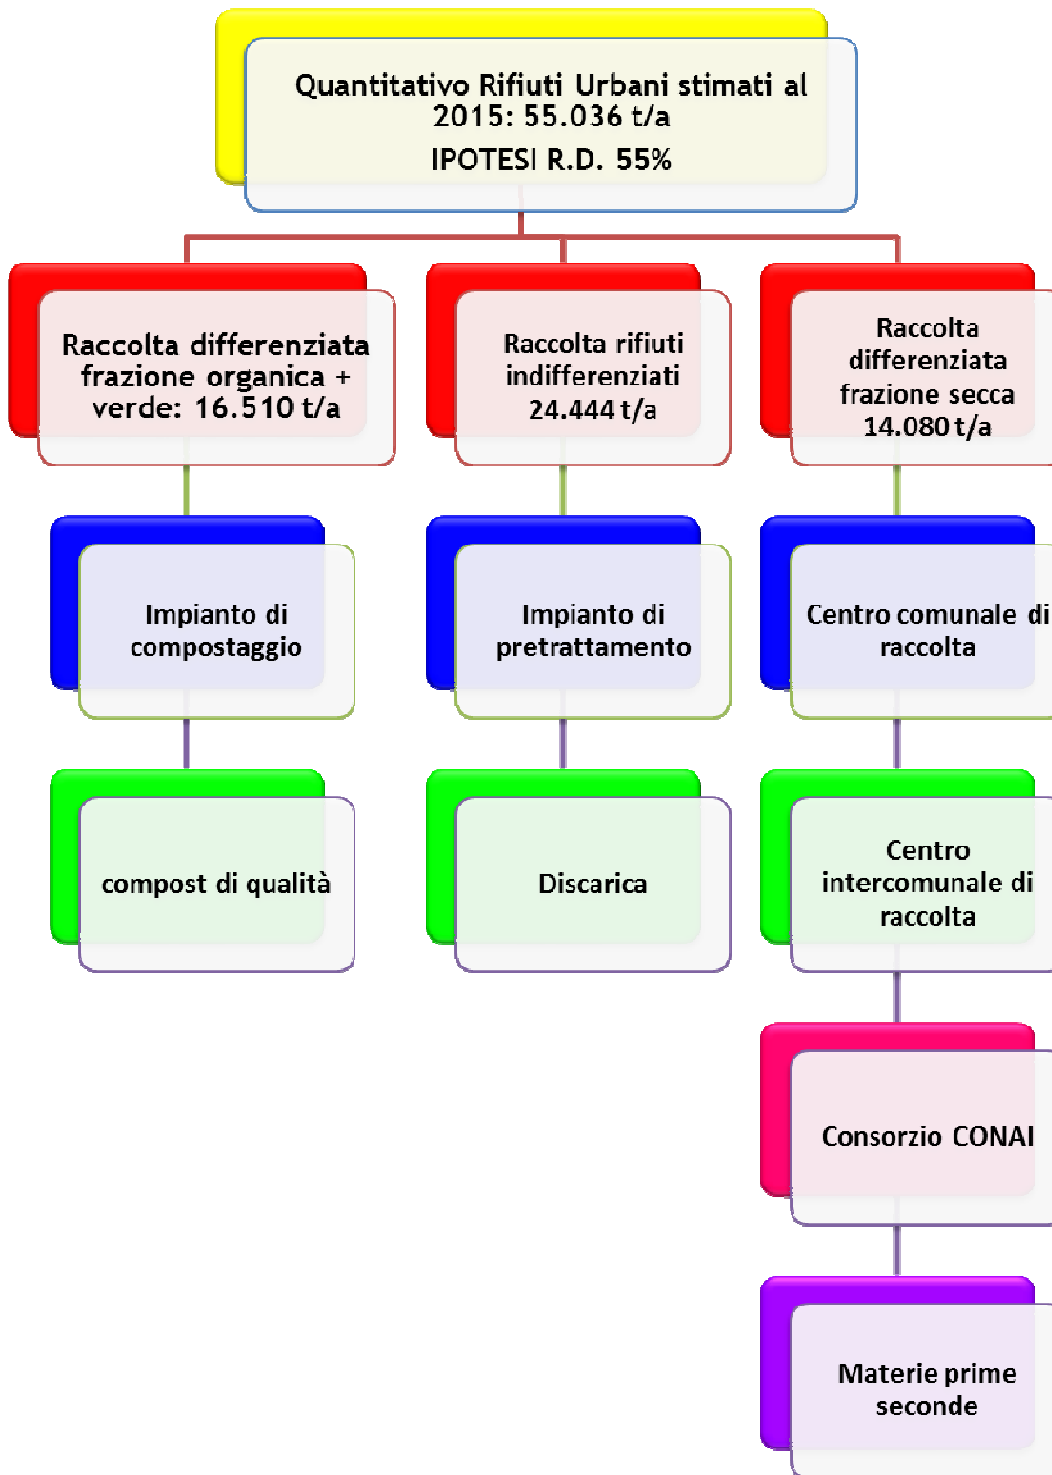 Quantitativo Rifiuti Urbani stimati al
2015: 55.036 t/a
IPOTESI R.D. 55%
Raccolta differenziata
frazione organica +
verde: 16.510 t/a
Raccolta rifiuti
indifferenziati
24.444 t/a
Raccolta
differenziata
frazione secca
14.080 t/a
Impianto di
compostaggio
Impianto di
pretrattamento
Centro comunale di
raccolta
compost di qualità
Discarica
Centro
intercomunale di
raccolta
Consorzio CONAI
Materie prime
seconde